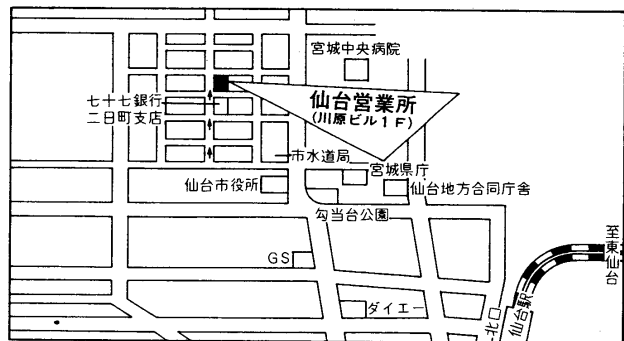 宮城中央病院
仙台営業所
(川原ビル1F)
七十七銀行
二日町支店
市水道局
宮城県庁
仙台市役所
仙台地方合同庁舎
勾当台公園
GS
ダイエー
北口
仙台駅
至東仙台